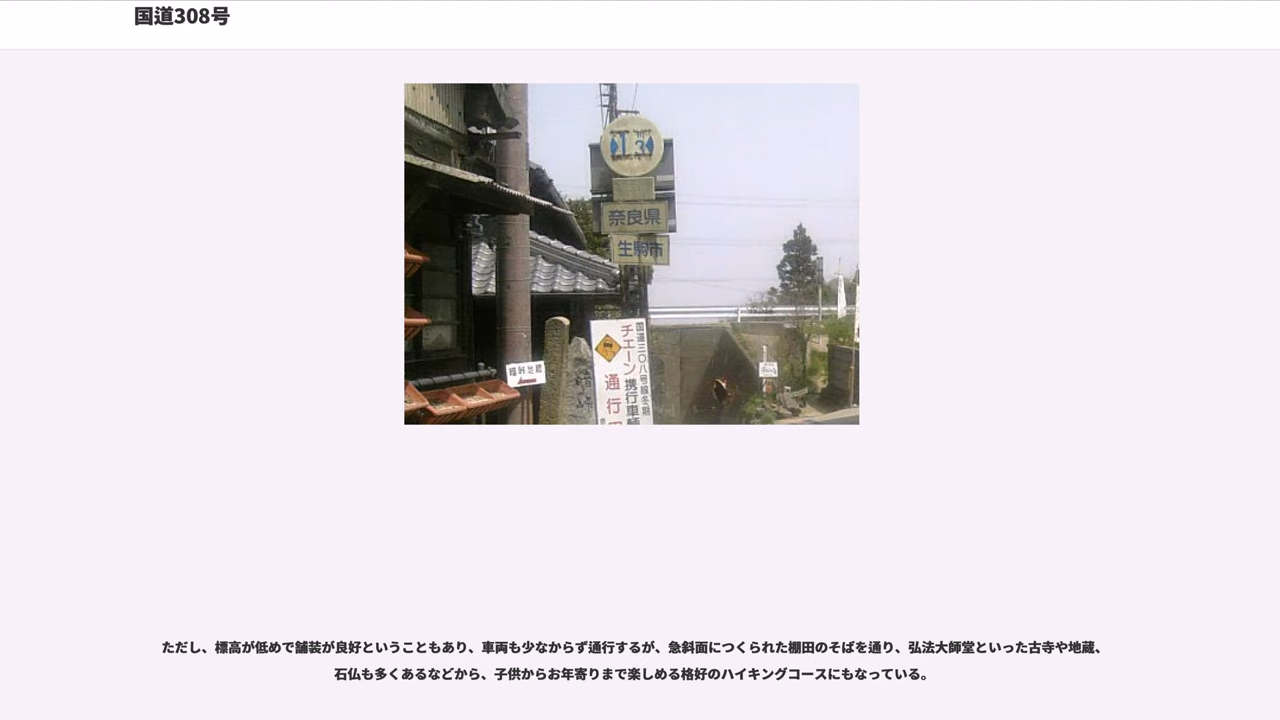 国道308号
1.3
奈良県
生駒市
国道三〇八号線冬期
チエーン携行車輌
通行
ただし、標高が低めで舗装が良好ということもあり、車両も少なからず通行するが、急斜面につくられた棚田のそばを通り、弘法大師堂といった古寺や地蔵、
石仏も多くあるなどから、子供からお年寄りまで楽しめる格好のハイキングコースにもなっている。